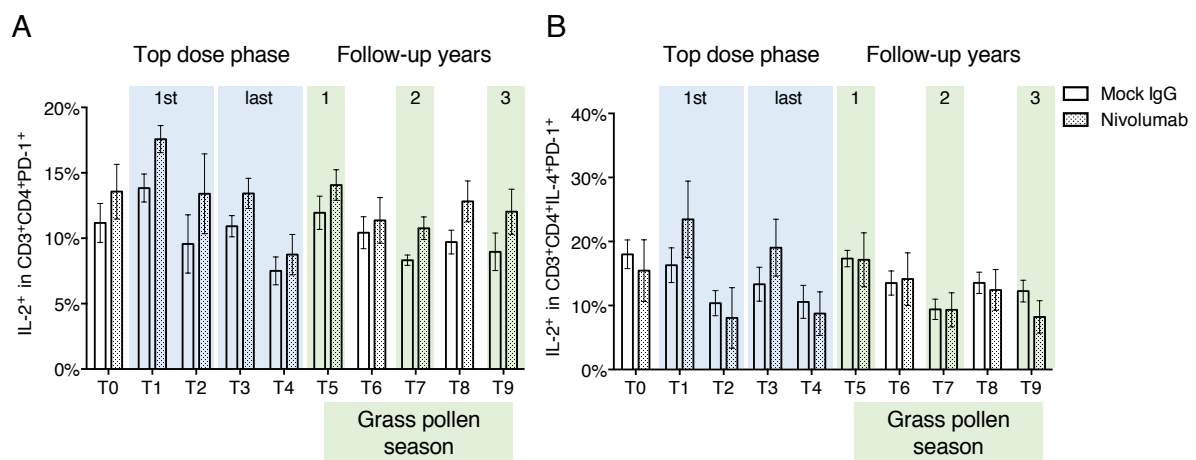 A
Top dose phase Follow-up years
1st last 1 2 3
IL-2⁺ in CD3⁺CD4⁺PD-1⁺
20%
15%
10%
5%
0%
T0 T1 T2 T3 T4 T5 T6 T7 T8 T9
Grass pollen
season
B
Top dose phase Follow-up years
1st last 1 2 3
IL-2⁺ in CD3⁺CD4⁺IL-4⁺PD-1⁺
40%
30%
20%
10%
0%
T0 T1 T2 T3 T4 T5 T6 T7 T8 T9
Grass pollen
season
Mock IgG
Nivolumab